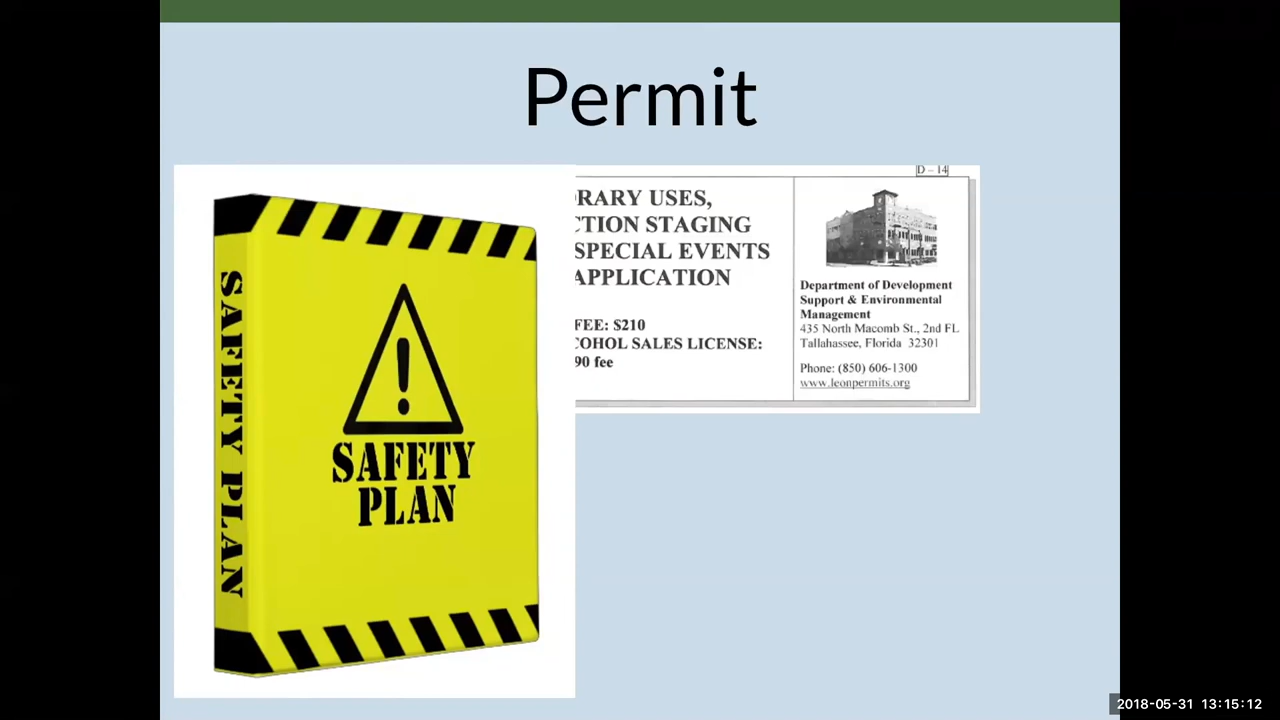 Permit
SAFETY PLAN
SAFETY
PLAN
RARY USES,
CTION STAGING
SPECIAL EVENTS
APPLICATION
FEE: $210
COHOL SALES LICENSE:
90 fee
D – 14
Department of Development
Support & Environmental
Management
435 North Macomb St., 2nd FL
Tallahassee, Florida 32301
Phone: (850) 606-1300
www.leonpermits.org
2018-05-31 13:15:12